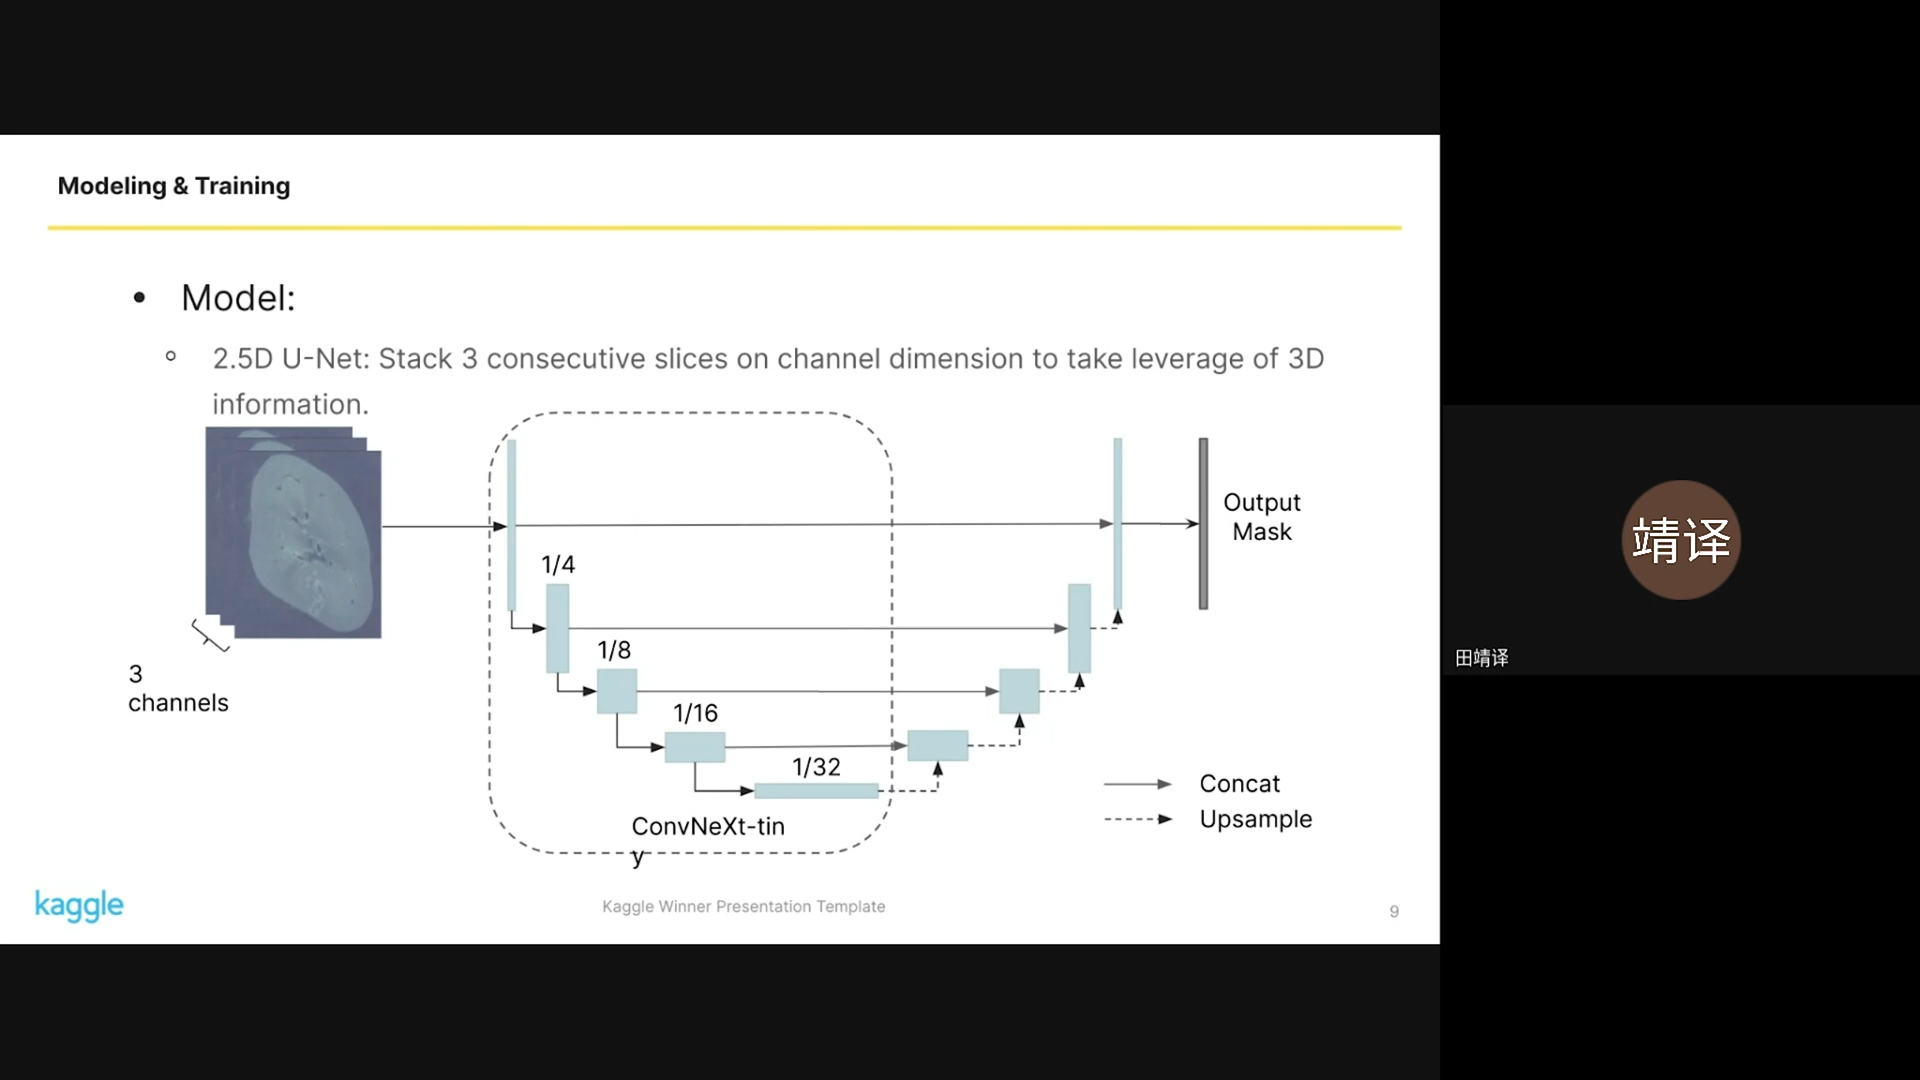 Modeling & Training
• Model:
○ 2.5D U-Net: Stack 3 consecutive slices on channel dimension to take leverage of 3D
information.
Output
Mask
1/4
1/8
3
channels
1/16
1/32
Concat
Upsample
ConvNeXt-tin
y
kaggle
Kaggle Winner Presentation Template
9
靖译
田靖译